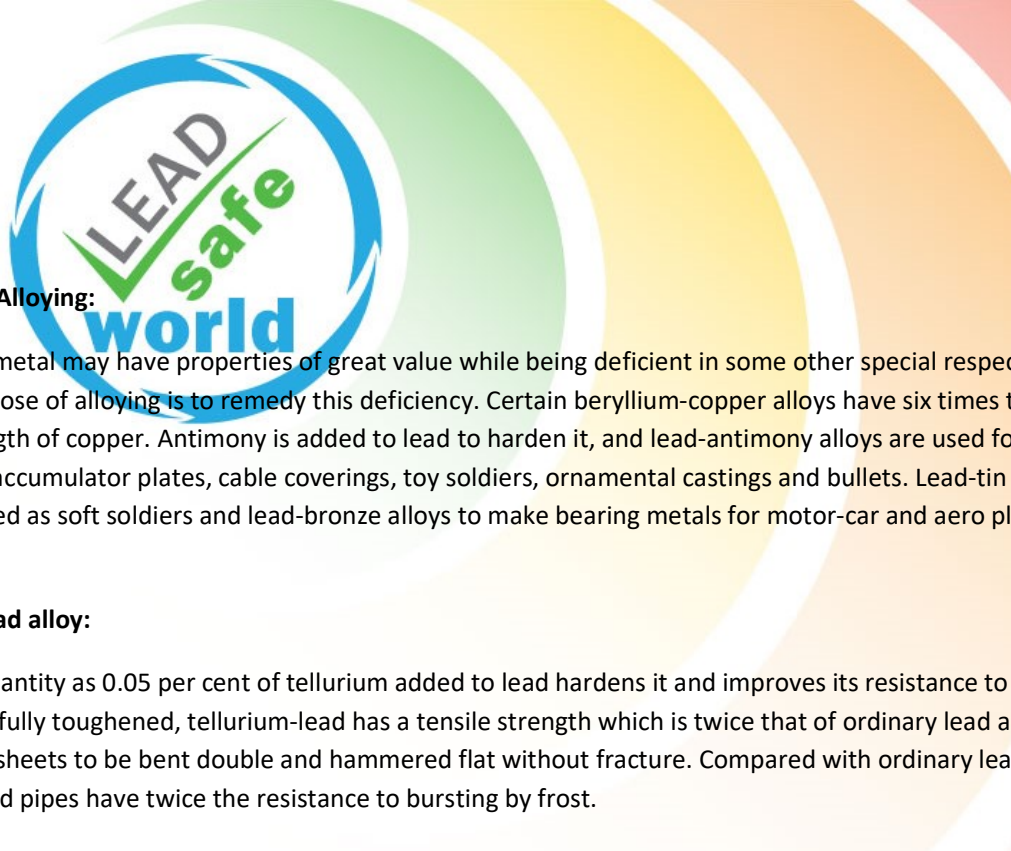 LEAD
safe
world
Alloying:
metal may have properties of great value while being deficient in some other special respec
ose of alloying is to remedy this deficiency. Certain beryllium-copper alloys have six times t
gth of copper. Antimony is added to lead to harden it, and lead-antimony alloys are used fo
accumulator plates, cable coverings, toy soldiers, ornamental castings and bullets. Lead-tin
ed as soft soldiers and lead-bronze alloys to make bearing metals for motor-car and aero pl
ad alloy:
antity as 0.05 per cent of tellurium added to lead hardens it and improves its resistance to
fully toughened, tellurium-lead has a tensile strength which is twice that of ordinary lead a
sheets to be bent double and hammered flat without fracture. Compared with ordinary lea
d pipes have twice the resistance to bursting by frost.